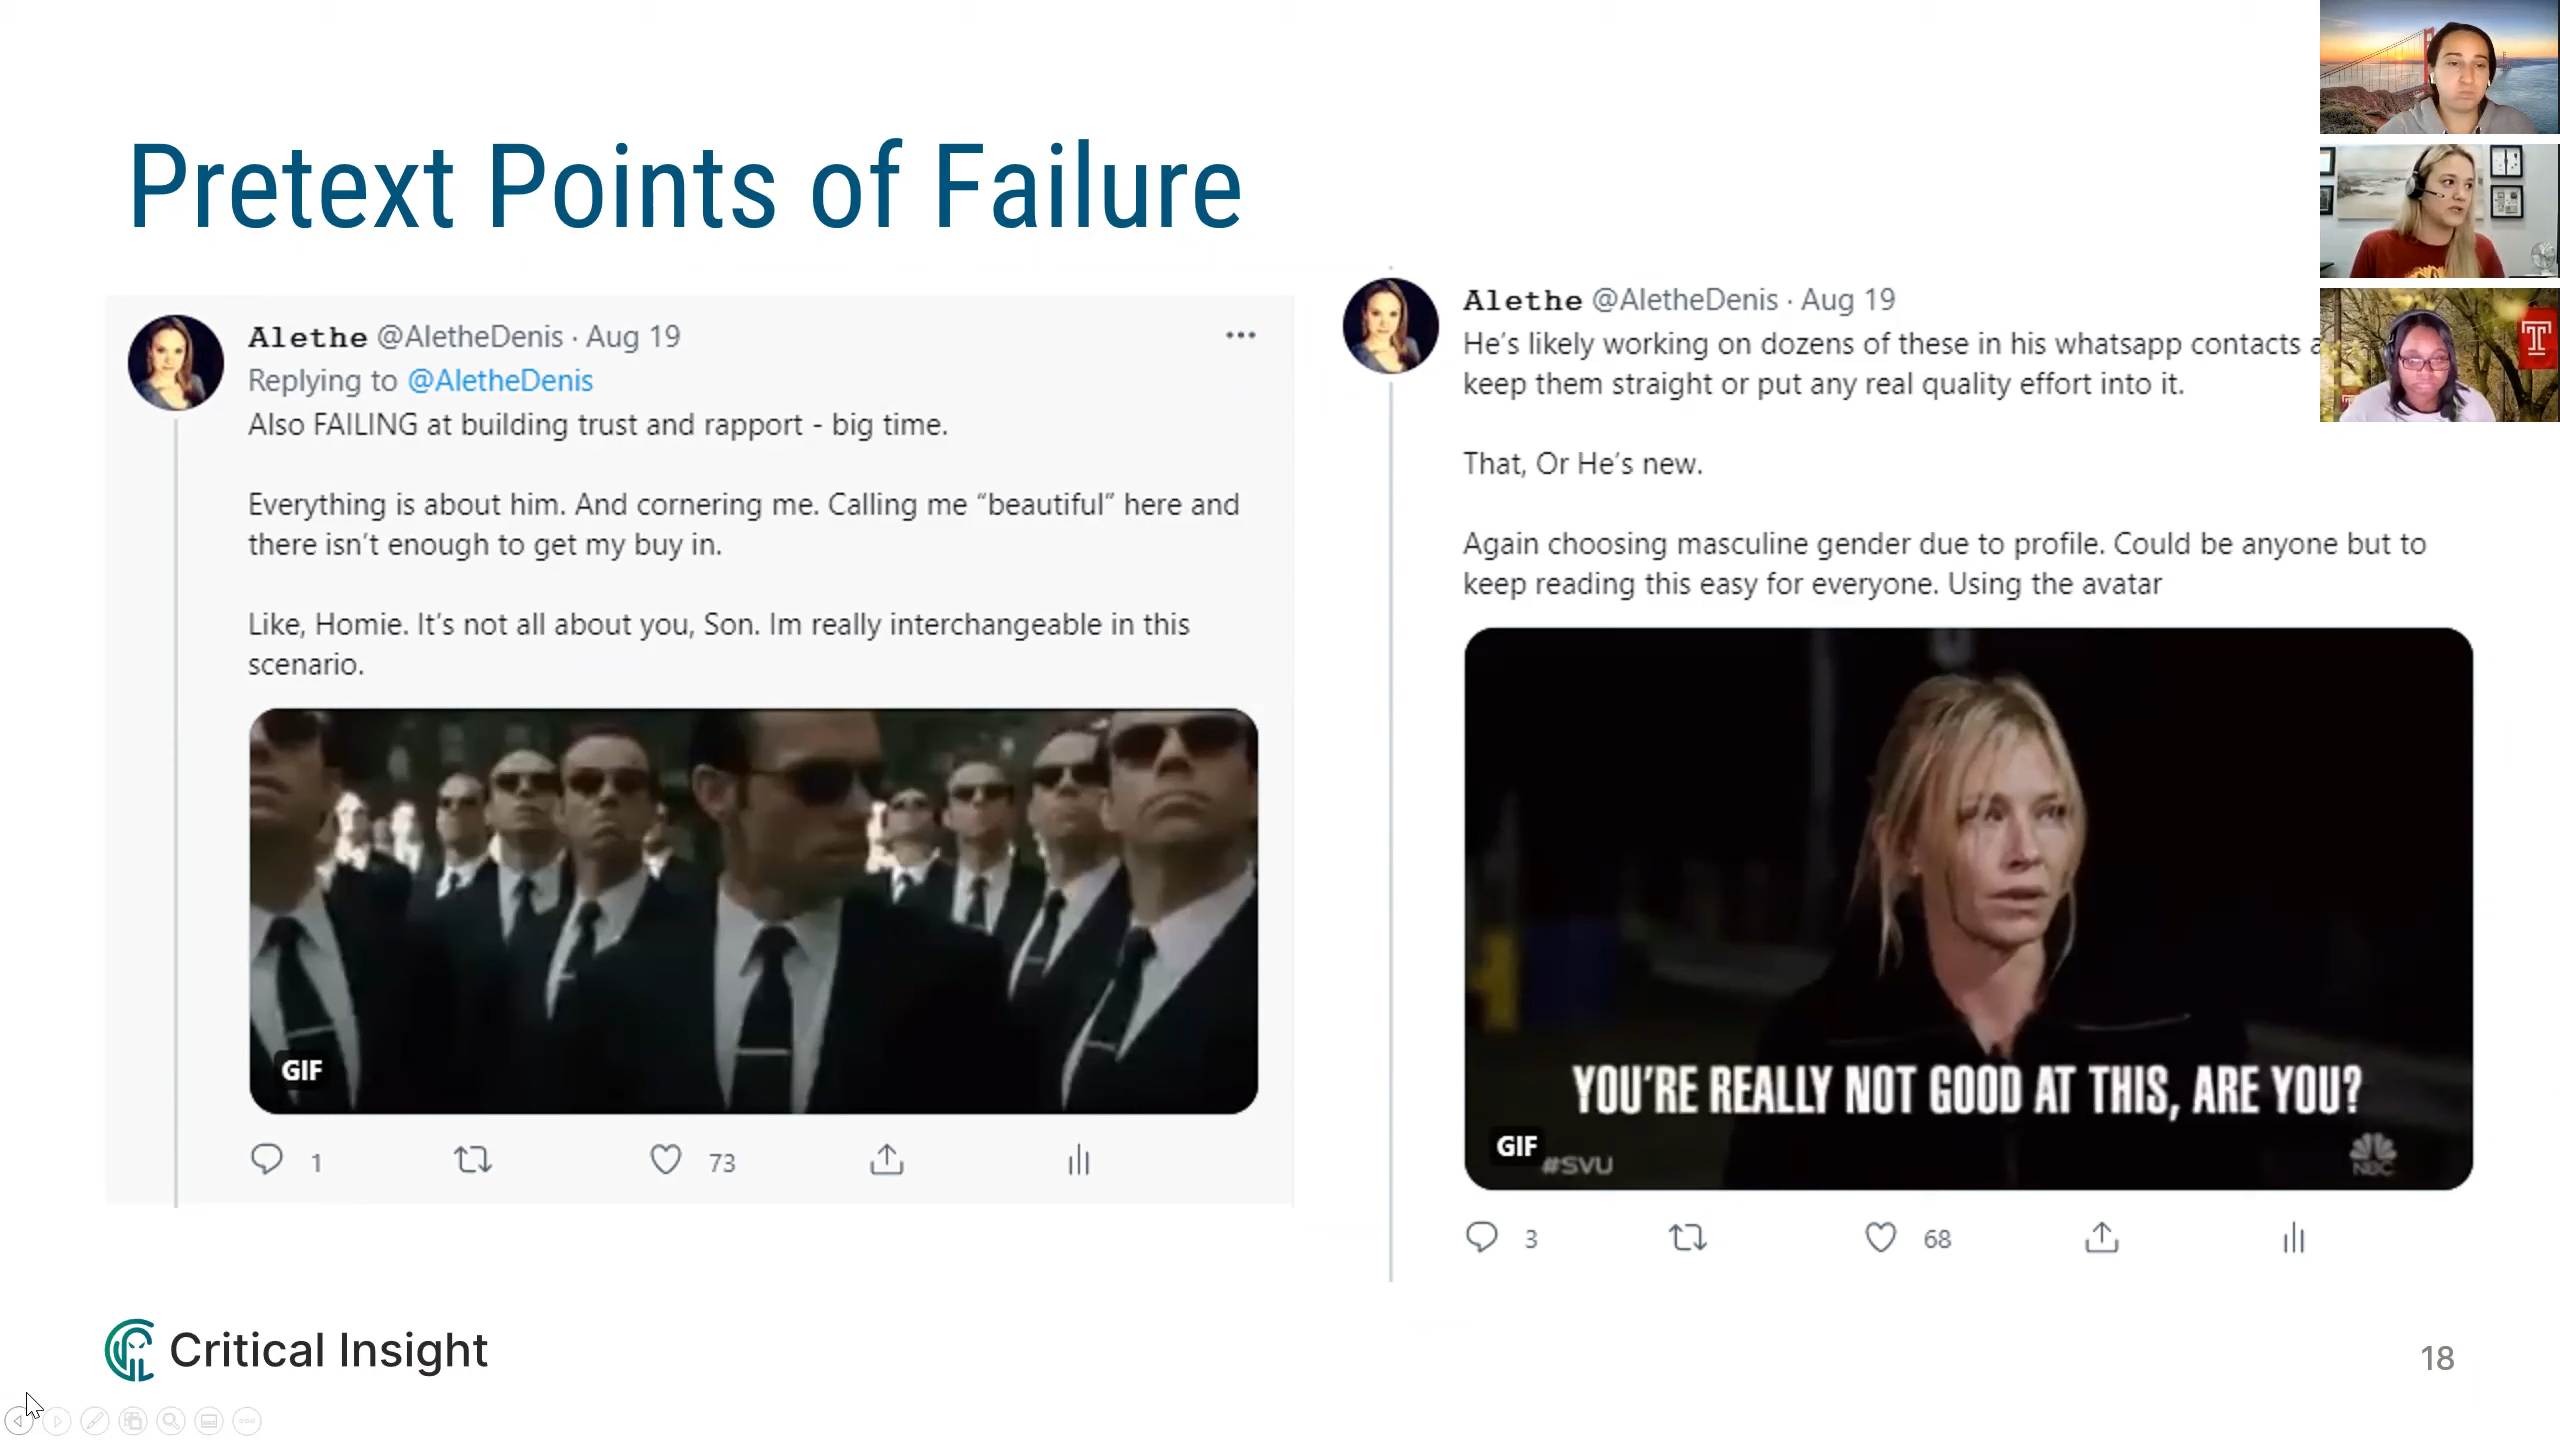 Pretext Points of Failure
Alethe @AletheDenis · Aug 19
Replying to @AletheDenis
Also FAILING at building trust and rapport - big time.
Everything is about him. And cornering me. Calling me “beautiful” here and
there isn’t enough to get my buy in.
Like, Homie. It’s not all about you, Son. Im really interchangeable in this
scenario.
GIF
1
73
Alethe @AletheDenis · Aug 19
He’s likely working on dozens of these in his whatsapp contacts
keep them straight or put any real quality effort into it.
That, Or He’s new.
Again choosing masculine gender due to profile. Could be anyone but to
keep reading this easy for everyone. Using the avatar
YOU'RE REALLY NOT GOOD AT THIS, ARE YOU?
GIF
#SVU
NBC
3
68
Critical Insight
18